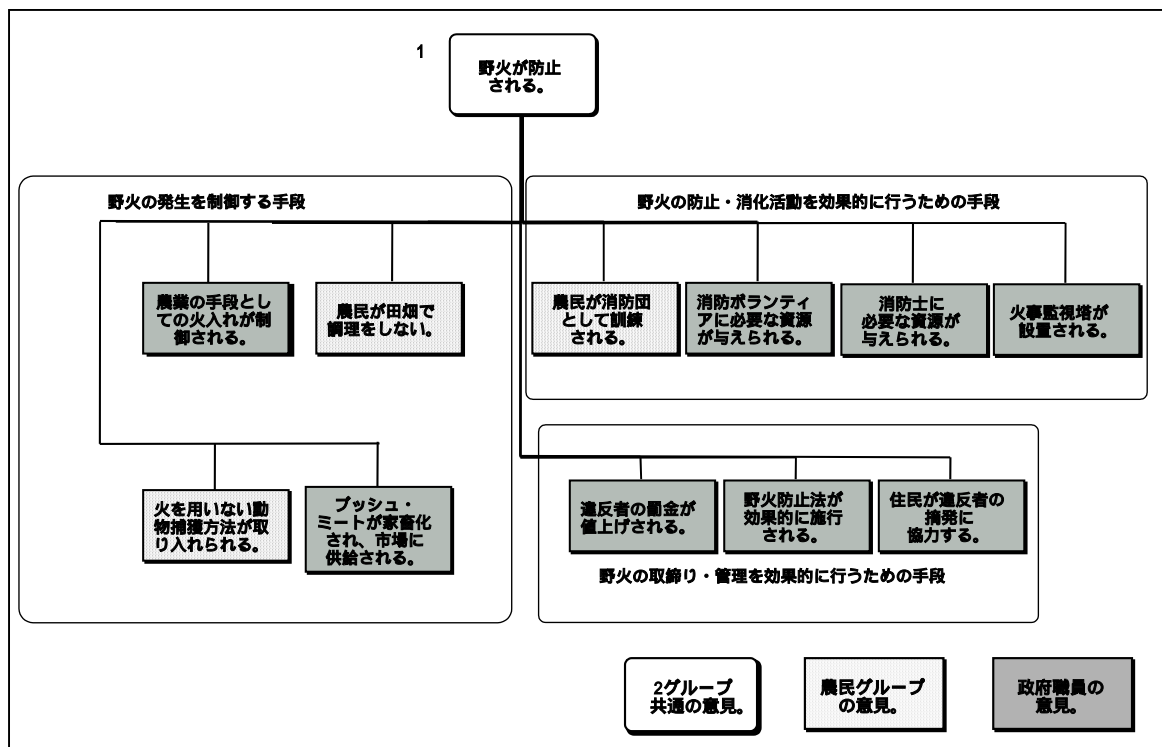 1
野火が防止
される。
野火の発生を制御する手段
農業の手段とし
ての火入れが制
御される。
農民が田畑で
調理をしない。
火を用いない動
物捕獲方法が取
り入れられる。
ブッシュ・
ミートが家畜化
され、市場に
供給される。
野火の防止・消化活動を効果的に行うための手段
農民が消防団
として訓練
される。
消防ボランティ
アに必要な資源
が与えられる。
消防士に
必要な資源が
与えられる。
火事監視塔が
設置される。
違反者の罰金が
値上げされる。
野火防止法が
効果的に施行
される。
住民が違反者の
摘発に
協力する。
野火の取締り・管理を効果的に行うための手段
2グループ
共通の意見。
農民グループ
の意見。
政府職員の
意見。